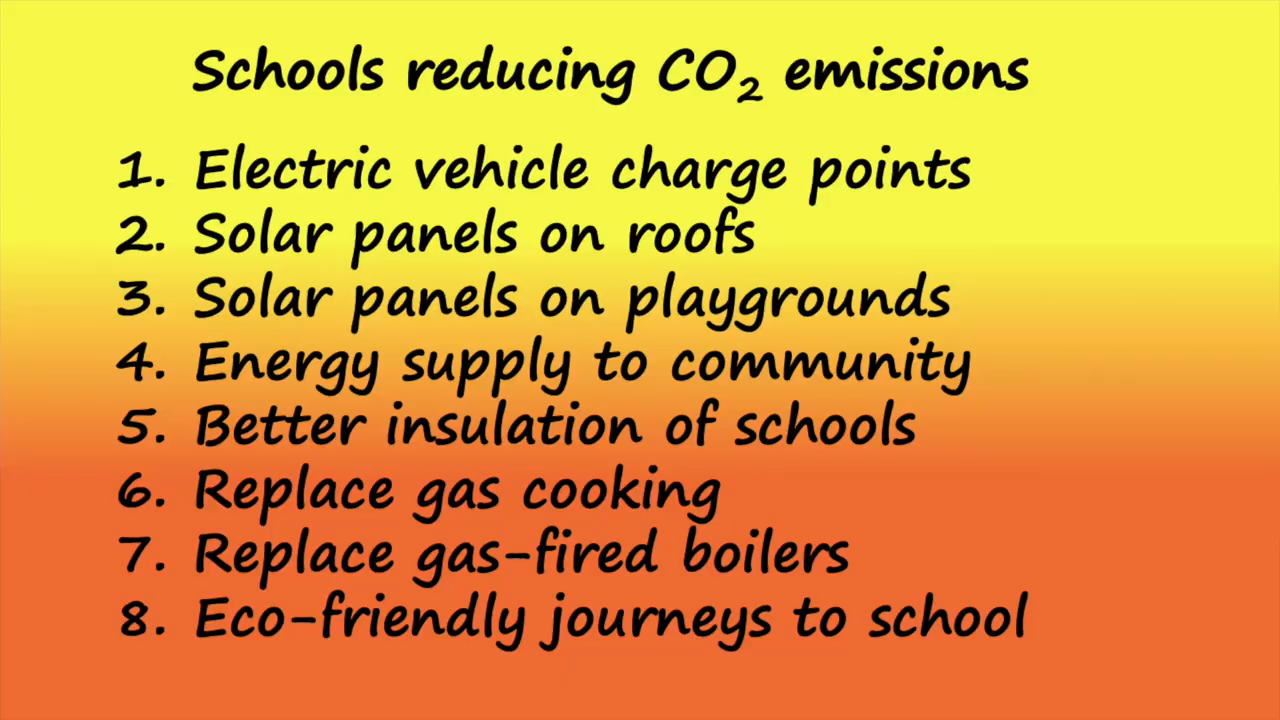 Schools reducing CO₂ emissions
1. Electric vehicle charge points
2. Solar panels on roofs
3. Solar panels on playgrounds
4. Energy supply to community
5. Better insulation of schools
6. Replace gas cooking
7. Replace gas-fired boilers
8. Eco-friendly journeys to school